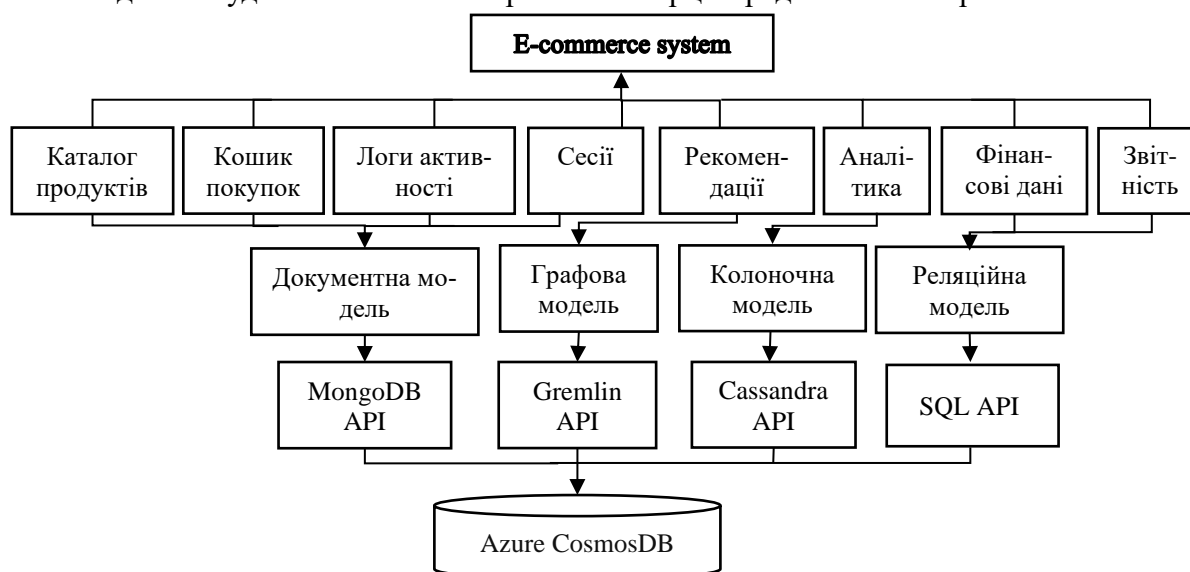 E-commerce system
Каталог
продуктів
Кошик
покупок
Логи актив-
ності
Сесії
Рекомен-
дації
Аналі-
тика
Фінан-
сові дані
Звіт-
ність
Документна мо-
дель
Графова
модель
Колоночна
модель
Реляційна
модель
MongoDB
API
Gremlin
API
Cassandra
API
SQL API
Azure CosmosDB